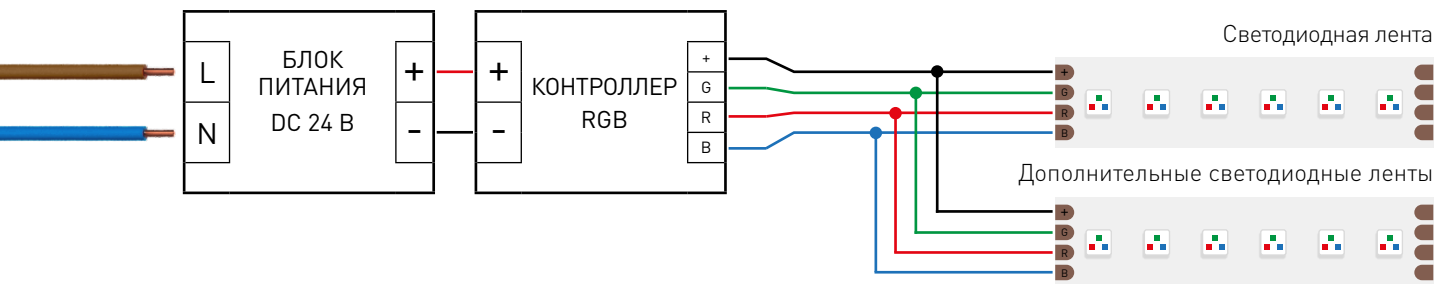 Светодиодная лента
L
N
БЛОК
ПИТАНИЯ
DC 24 В
+
-
+
-
КОНТРОЛЛЕР
RGB
+
G
R
B
+
G
R
B
Дополнительные светодиодные ленты
+
G
R
B